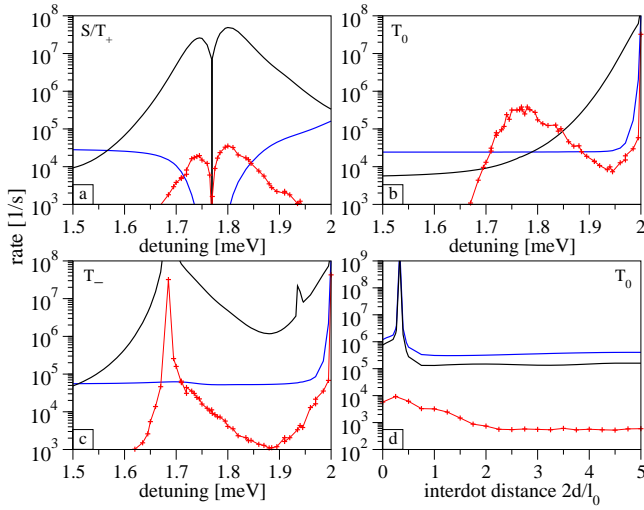 S/T+
T0
10^8
10^7
10^6
10^5
10^4
10^3
a
1.5 1.6 1.7 1.8 1.9 2
detuning [meV]
10^8
10^7
10^6
10^5
10^4
10^3
b
1.5 1.6 1.7 1.8 1.9 2
detuning [meV]
rate [1/s]
T_
T0
10^8
10^7
10^6
10^5
10^4
10^3
c
1.5 1.6 1.7 1.8 1.9 2
detuning [meV]
10^9
10^8
10^7
10^6
10^5
10^4
10^3
10^2
d
0 1 2 3 4 5
interdot distance 2d/l0